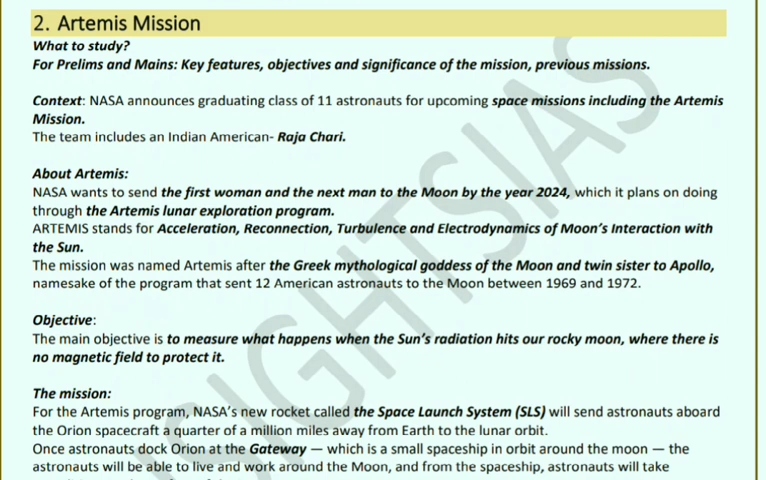 2. Artemis Mission
What to study?
For Prelims and Mains: Key features, objectives and significance of the mission, previous missions.
Context: NASA announces graduating class of 11 astronauts for upcoming space missions including the Artemis
Mission.
The team includes an Indian American- Raja Chari.
About Artemis:
NASA wants to send the first woman and the next man to the Moon by the year 2024, which it plans on doing
through the Artemis lunar exploration program.
ARTEMIS stands for Acceleration, Reconnection, Turbulence and Electrodynamics of Moon’s Interaction with
the Sun.
The mission was named Artemis after the Greek mythological goddess of the Moon and twin sister to Apollo,
namesake of the program that sent 12 American astronauts to the Moon between 1969 and 1972.
Objective:
The main objective is to measure what happens when the Sun’s radiation hits our rocky moon, where there is
no magnetic field to protect it.
The mission:
For the Artemis program, NASA’s new rocket called the Space Launch System (SLS) will send astronauts aboard
the Orion spacecraft a quarter of a million miles away from Earth to the lunar orbit.
Once astronauts dock Orion at the Gateway — which is a small spaceship in orbit around the moon — the
astronauts will be able to live and work around the Moon, and from the spaceship, astronauts will take